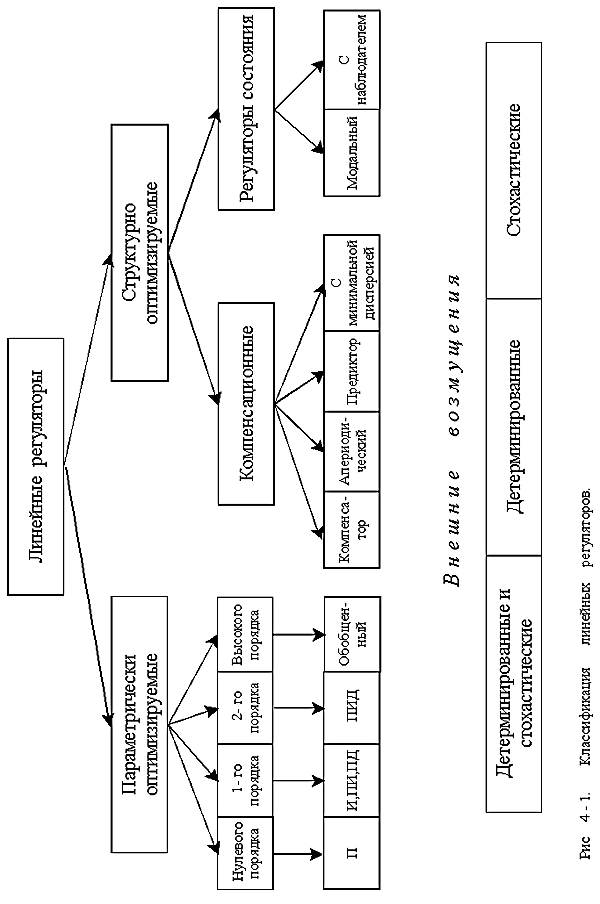 Линейные регуляторы
Параметрически
оптимизируемые
Структурно
оптимизируемые
Нулевого
порядка
1- го
порядка
2- го
порядка
Высокого
порядка
Компенсационные
Регуляторы состояния
П
И,ПИ,ПД
ПИД
Обобщен-
ный
Компенса-
тор
Апериоди-
ческий
Предиктор
С
минимальной
дисперсией
Модальный
С
наблюдателем
Внешние возмущения
Детерминированные и
стохастические
Детерминированные
Стохастические
Рис 4 - 1. Классификация линейных регуляторов.